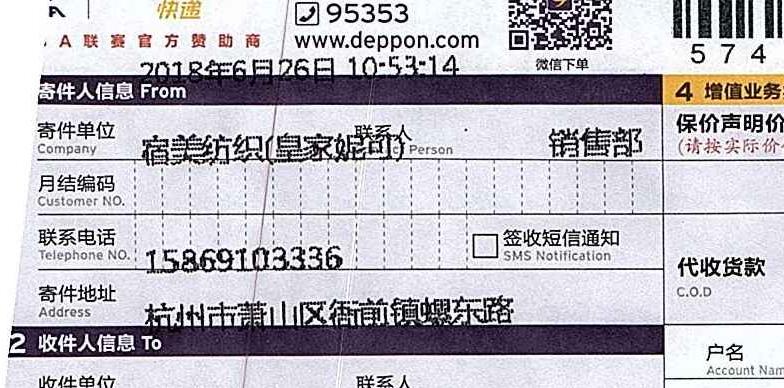 快递
95353
A联赛官方赞助商
www.deppon.com
微信下单
574
2018年6月26日 10:53:14
寄件人信息 From
4 增值业务
寄件单位 Company
宿美纺织(皇家妮可)
联系人
Person
销售部
保价声明价
(请按实际价
月结编码
Customer NO.
联系电话
Telephone NO.
15869103336
签收短信通知
SMS Notification
代收货款
C.O.D
寄件地址
Address
杭州市萧山区衙前镇螺东路
2 收件人信息 To
户名
Account Nam
收件单位
联系人